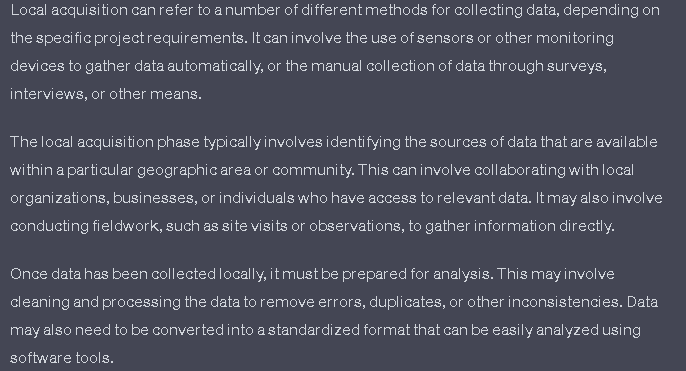 Local acquisition can refer to a number of different methods for collecting data, depending on
the specific project requirements. It can involve the use of sensors or other monitoring
devices to gather data automatically, or the manual collection of data through surveys,
interviews, or other means.
The local acquisition phase typically involves identifying the sources of data that are available
within a particular geographic area or community. This can involve collaborating with local
organizations, businesses, or individuals who have access to relevant data. It may also involve
conducting fieldwork, such as site visits or observations, to gather information directly.
Once data has been collected locally, it must be prepared for analysis. This may involve
cleaning and processing the data to remove errors, duplicates, or other inconsistencies. Data
may also need to be converted into a standardized format that can be easily analyzed using
software tools.